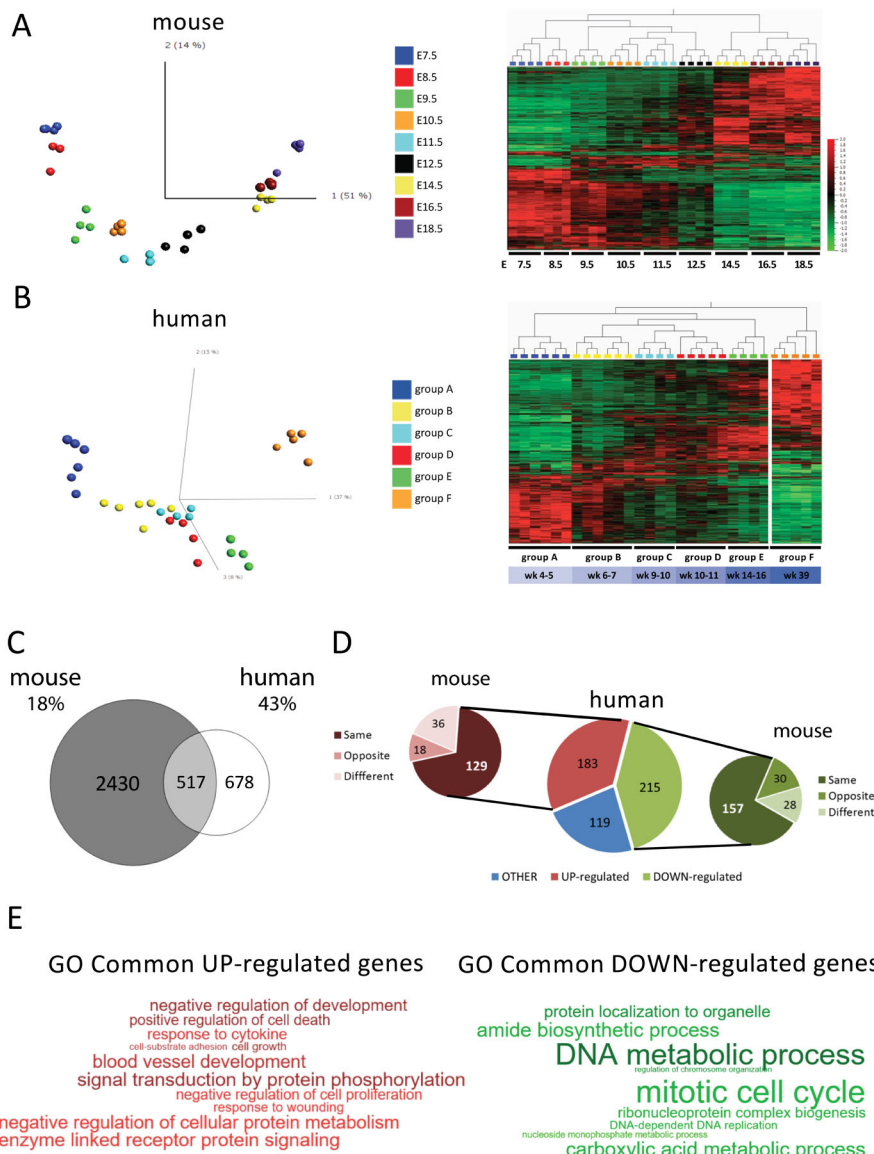 A
mouse
2 (14 %)
1 (51 %)
E7.5
E8.5
E9.5
E10.5
E11.5
E12.5
E14.5
E16.5
E18.5
E 7.5 8.5 9.5 10.5 11.5 12.5 14.5 16.5 18.5
B
human
2 (15 %)
1 (37 %)
3 (8 %)
group A
group B
group C
group D
group E
group F
group A group B group C group D group E group F
wk 4-5 wk 6-7 wk 9-10 wk 10-11 wk 14-16 wk 39
C
mouse
18%
human
43%
2430 517 678
D
mouse
human
mouse
Same
Opposite
Different
36
18
129
183
215
119
30
157
28
Same
Opposite
Different
OTHER UP-regulated DOWN-regulated
E
GO Common UP-regulated genes
negative regulation of development
positive regulation of cell death
response to cytokine
cell-substrate adhesion cell growth
blood vessel development
signal transduction by protein phosphorylation
negative regulation of cell proliferation
response to wounding
negative regulation of cellular protein metabolism
enzyme linked receptor protein signaling
GO Common DOWN-regulated genes
protein localization to organelle
amide biosynthetic process
DNA metabolic process
regulation of chromosome organization
mitotic cell cycle
ribonucleoprotein complex biogenesis
DNA-dependent DNA replication
nucleoside monophosphate metabolic process
carboxylic acid metabolic process